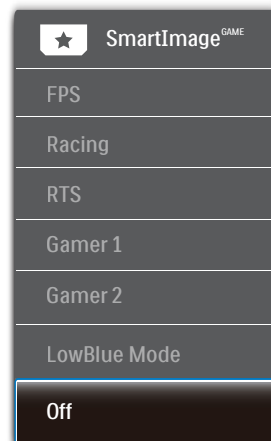 SmartImage GAME
FPS
Racing
RTS
Gamer 1
Gamer 2
LowBlue Mode
Off